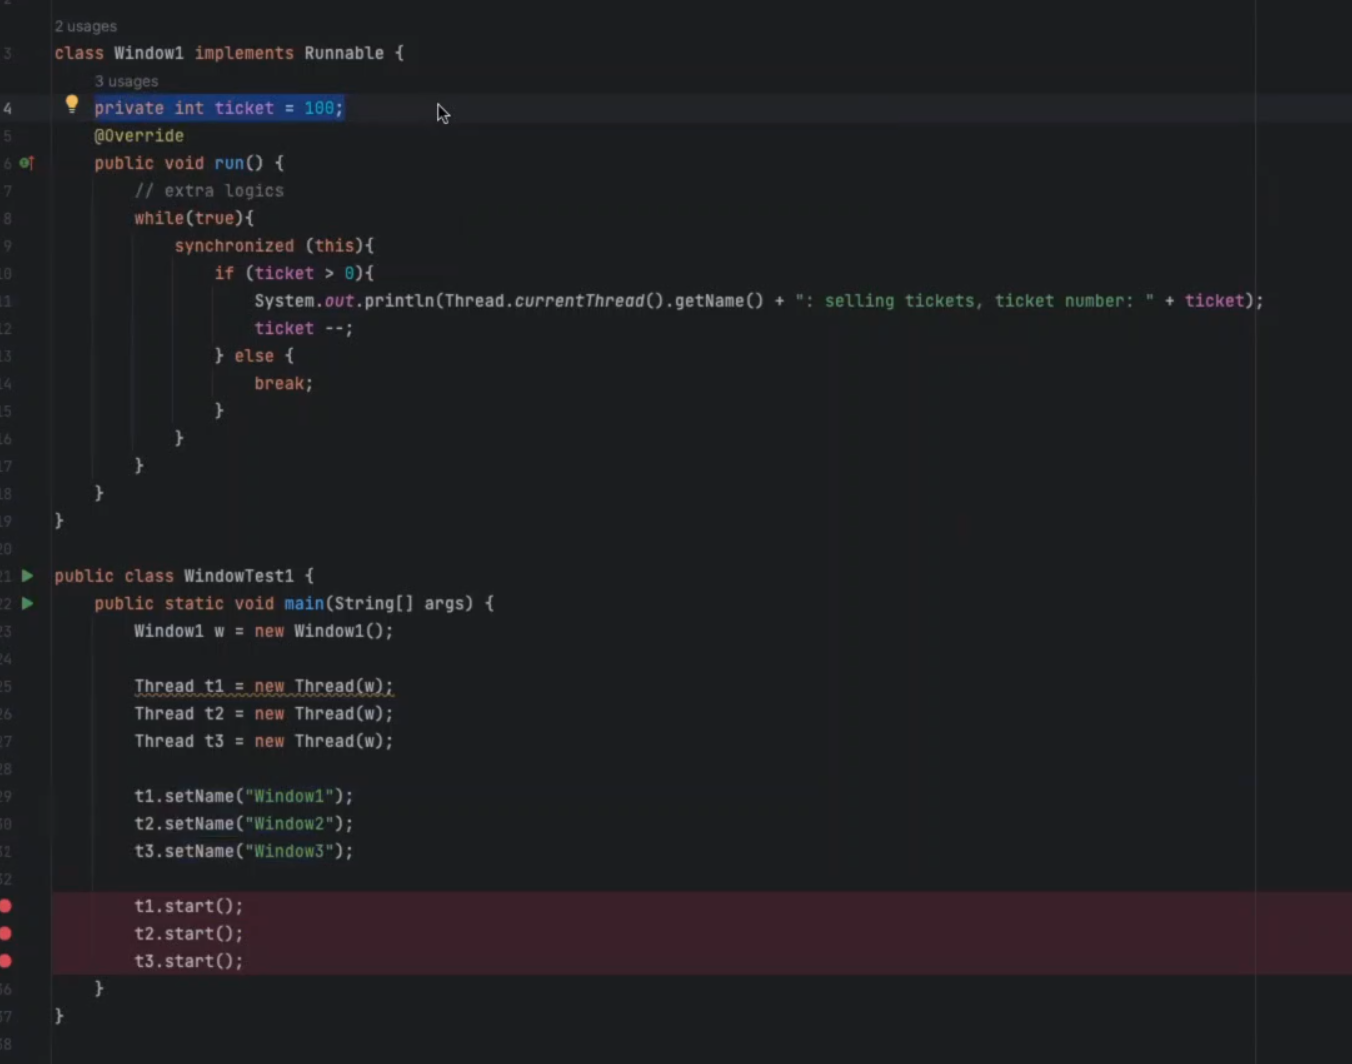 2
2 usages
3 class Window1 implements Runnable {
3 usages
4 private int ticket = 100;
5 @Override
6 public void run() {
7 // extra logics
8 while(true){
9 synchronized (this){
10 if (ticket > 0){
11 System.out.println(Thread.currentThread().getName() + ": selling tickets, ticket number: " + ticket);
12 ticket --;
13 } else {
14 break;
15 }
16 }
17 }
18 }
19 }
20
21 public class WindowTest1 {
22 public static void main(String[] args) {
23 Window1 w = new Window1();
24
25 Thread t1 = new Thread(w);
26 Thread t2 = new Thread(w);
27 Thread t3 = new Thread(w);
28
29 t1.setName("Window1");
30 t2.setName("Window2");
31 t3.setName("Window3");
32
t1.start();
t2.start();
t3.start();
36 }
37 }
38